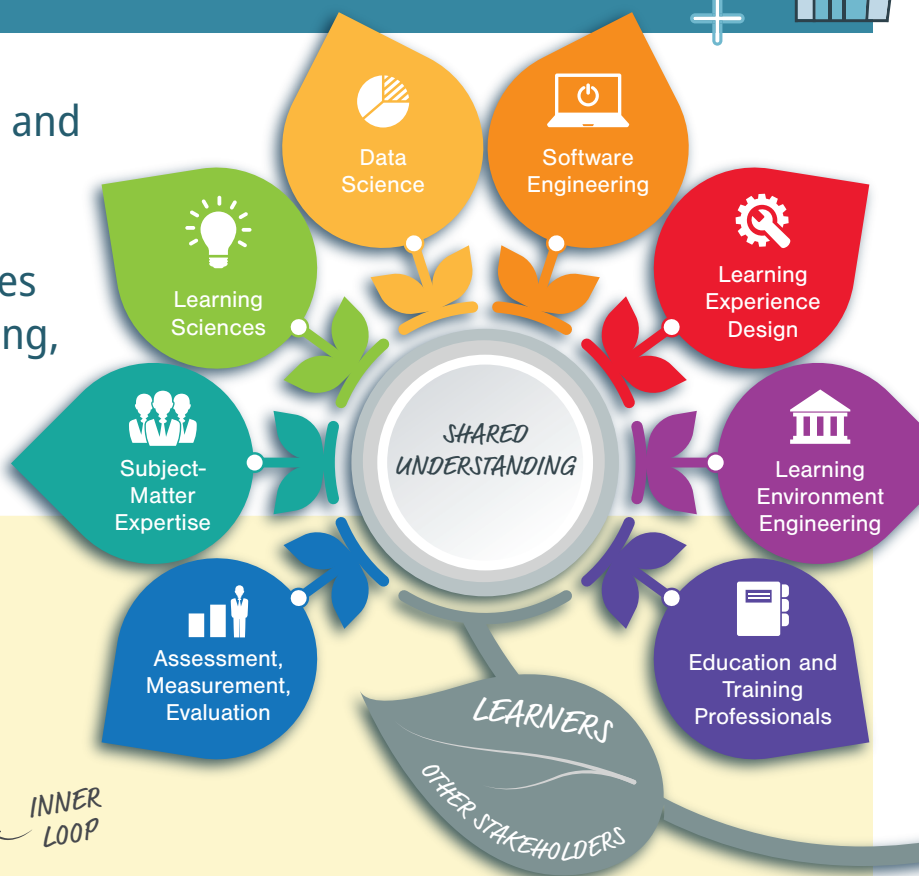 and
es
ng,
Data
Science
Software
Engineering
Learning
Sciences
Learning
Experience
Design
Subject-
Matter
Expertise
SHARED
UNDERSTANDING
Learning
Environment
Engineering
Assessment,
Measurement,
Evaluation
Education and
Training
Professionals
LEARNERS
OTHER STAKEHOLDERS
INNER
LOOP